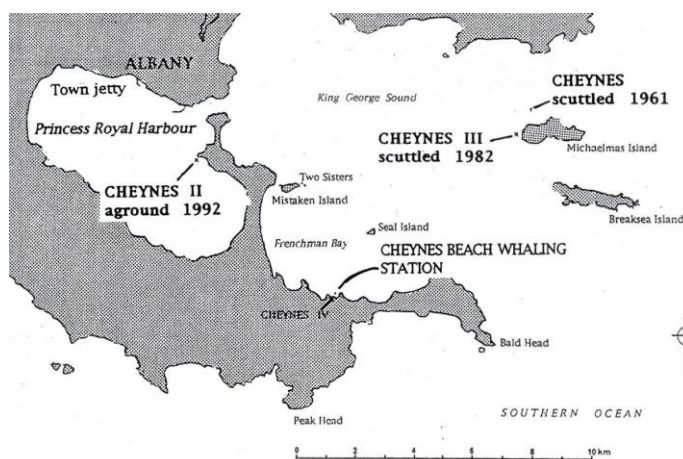 ALBANY
Town jetty
King George Sound
CHEYNES
scuttled 1961
Princess Royal Harbour
CHEYNES III
scuttled 1982
Michaelmas Island
CHEYNES II
aground 1992
Two Sisters
Mistaken Island
Breaksea Island
Seal Island
Frenchman Bay
CHEYNES BEACH WHALING
STATION
CHEYNES IV
Bald Head
Peak Head
SOUTHERN OCEAN
0 2 4 6 8 10 km